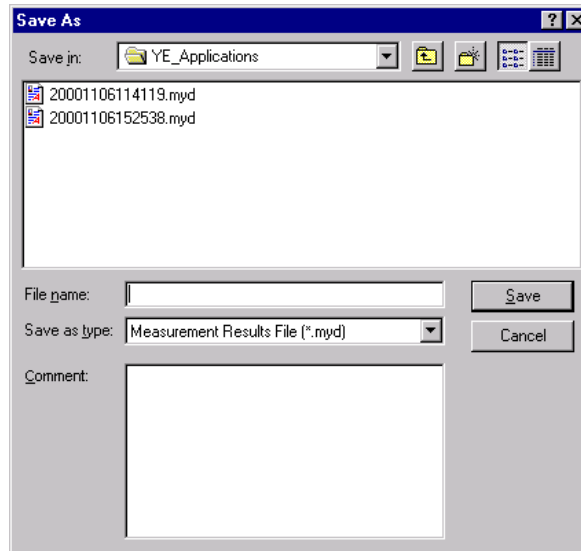 Save As
Save in: YE_Applications
20001106114119.myd
20001106152538.myd
File name:
Save
Save as type: Measurement Results File (*.myd)
Cancel
Comment: